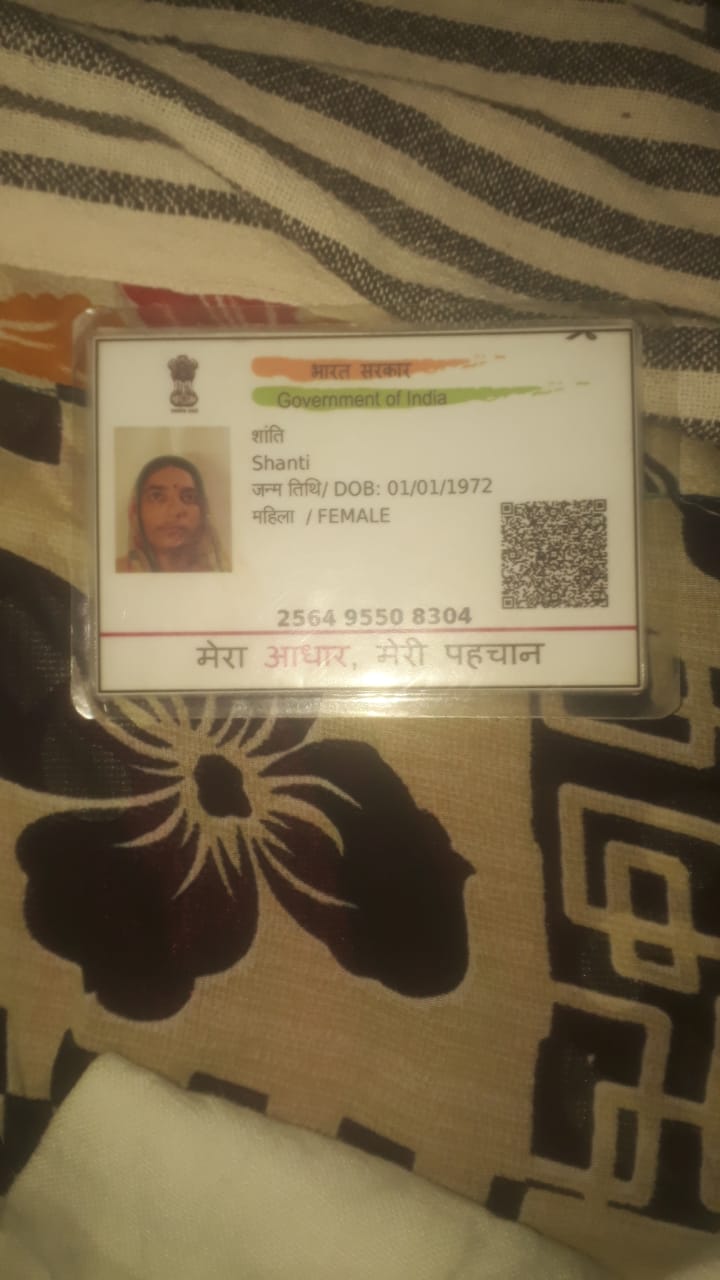 भारत सरकार
Government of India
शांति
Shanti
जन्म तिथि/ DOB: 01/01/1972
महिला / FEMALE
2564 9550 8304
मेरा आधार, मेरी पहचान